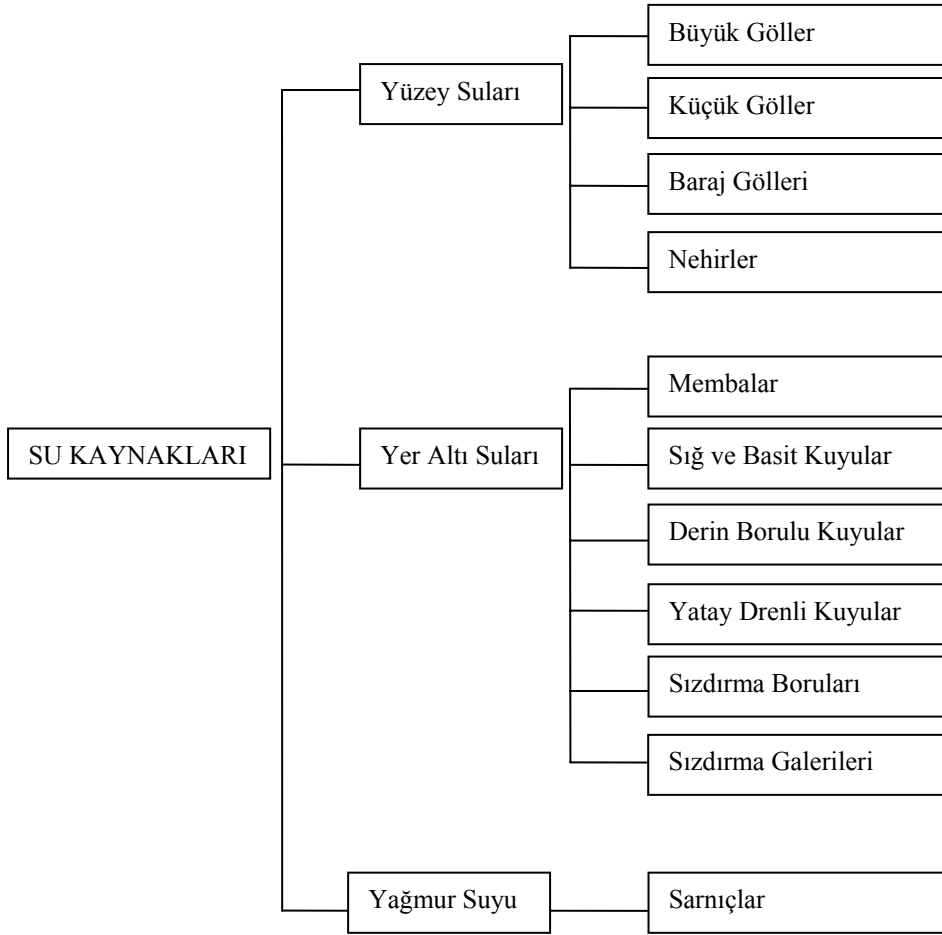 SU KAYNAKLARI
Yüzey Suları
Büyük Göller
Küçük Göller
Baraj Gölleri
Nehirler
Yer Altı Suları
Membalar
Sığ ve Basit Kuyular
Derin Borulu Kuyular
Yatay Drenli Kuyular
Sızdırma Boruları
Sızdırma Galerileri
Yağmur Suyu
Sarnıçlar